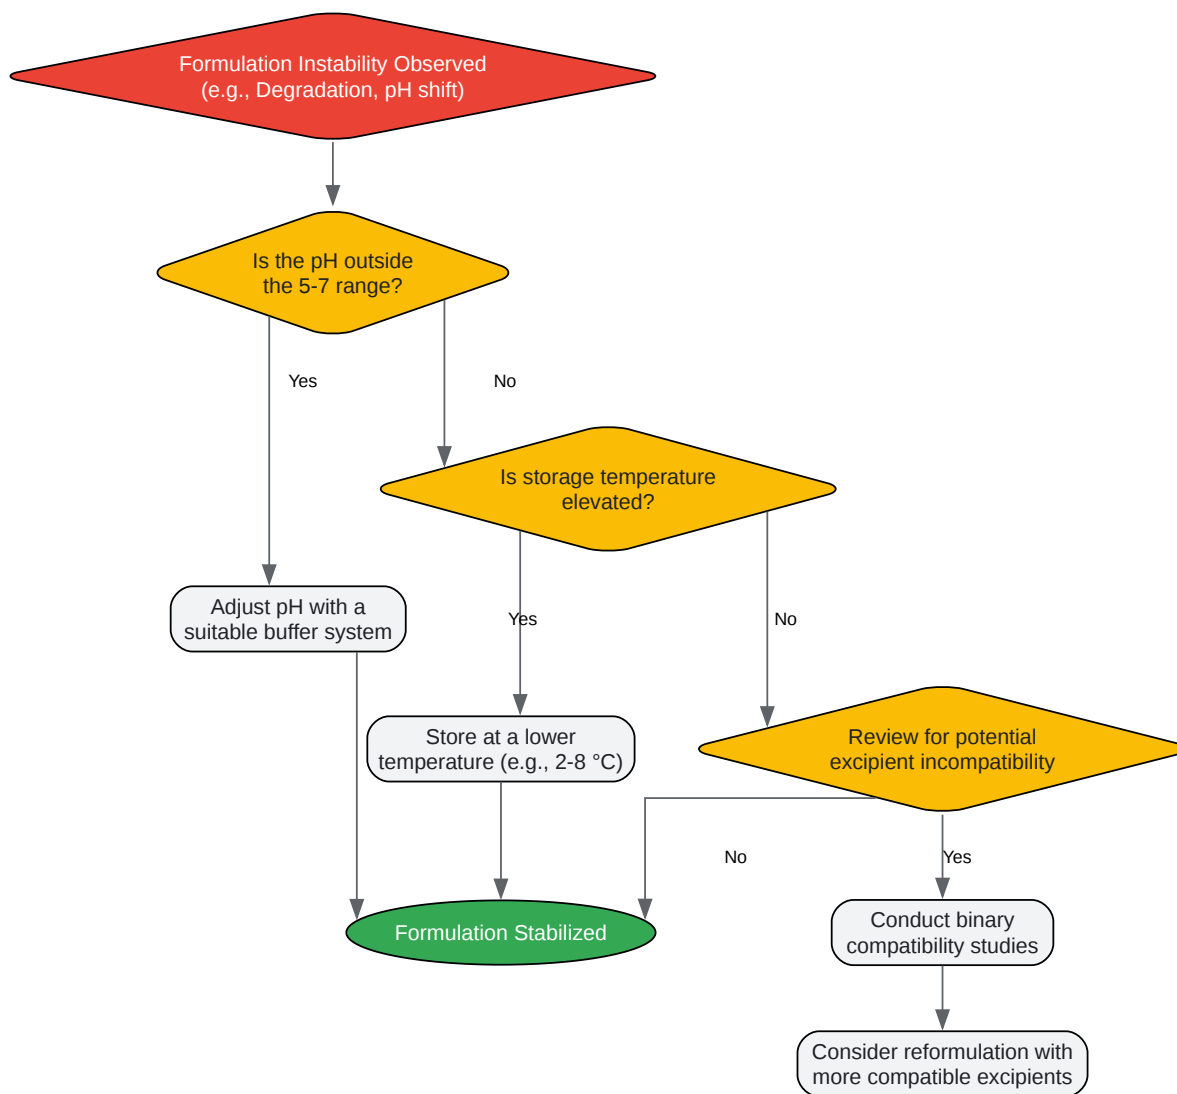 Formulation Instability Observed
(e.g., Degradation, pH shift)
Is the pH outside
the 5-7 range?
Yes
No
Is storage temperature
elevated?
Adjust pH with a
suitable buffer system
Yes
No
Store at a lower
temperature (e.g., 2-8 °C)
Review for potential
excipient incompatibility
No
Yes
Formulation Stabilized
Conduct binary
compatibility studies
Consider reformulation with
more compatible excipients